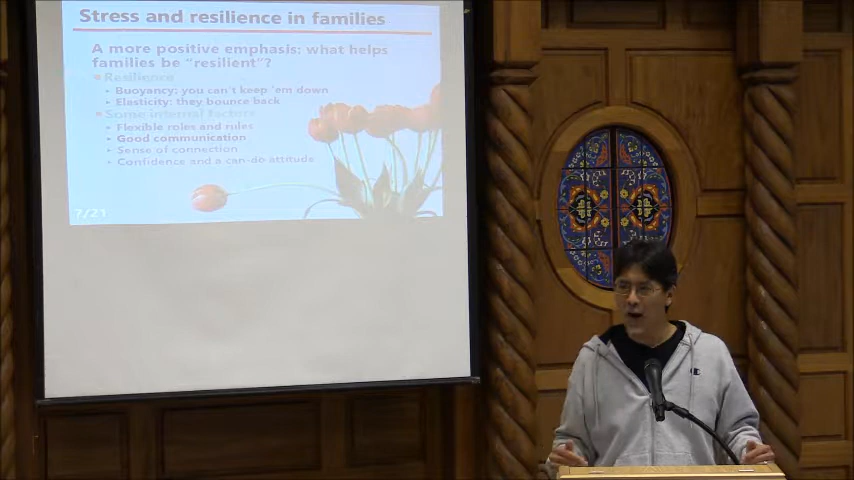 Stress and resilience in families
A more positive emphasis: what helps
families be "resilient"?
Resilience
Buoyancy: you can't keep 'em down
Elasticity: they bounce back
Some internal factors
Flexible roles and rules
Good communication
Sense of connection
Confidence and a can-do attitude
7/21